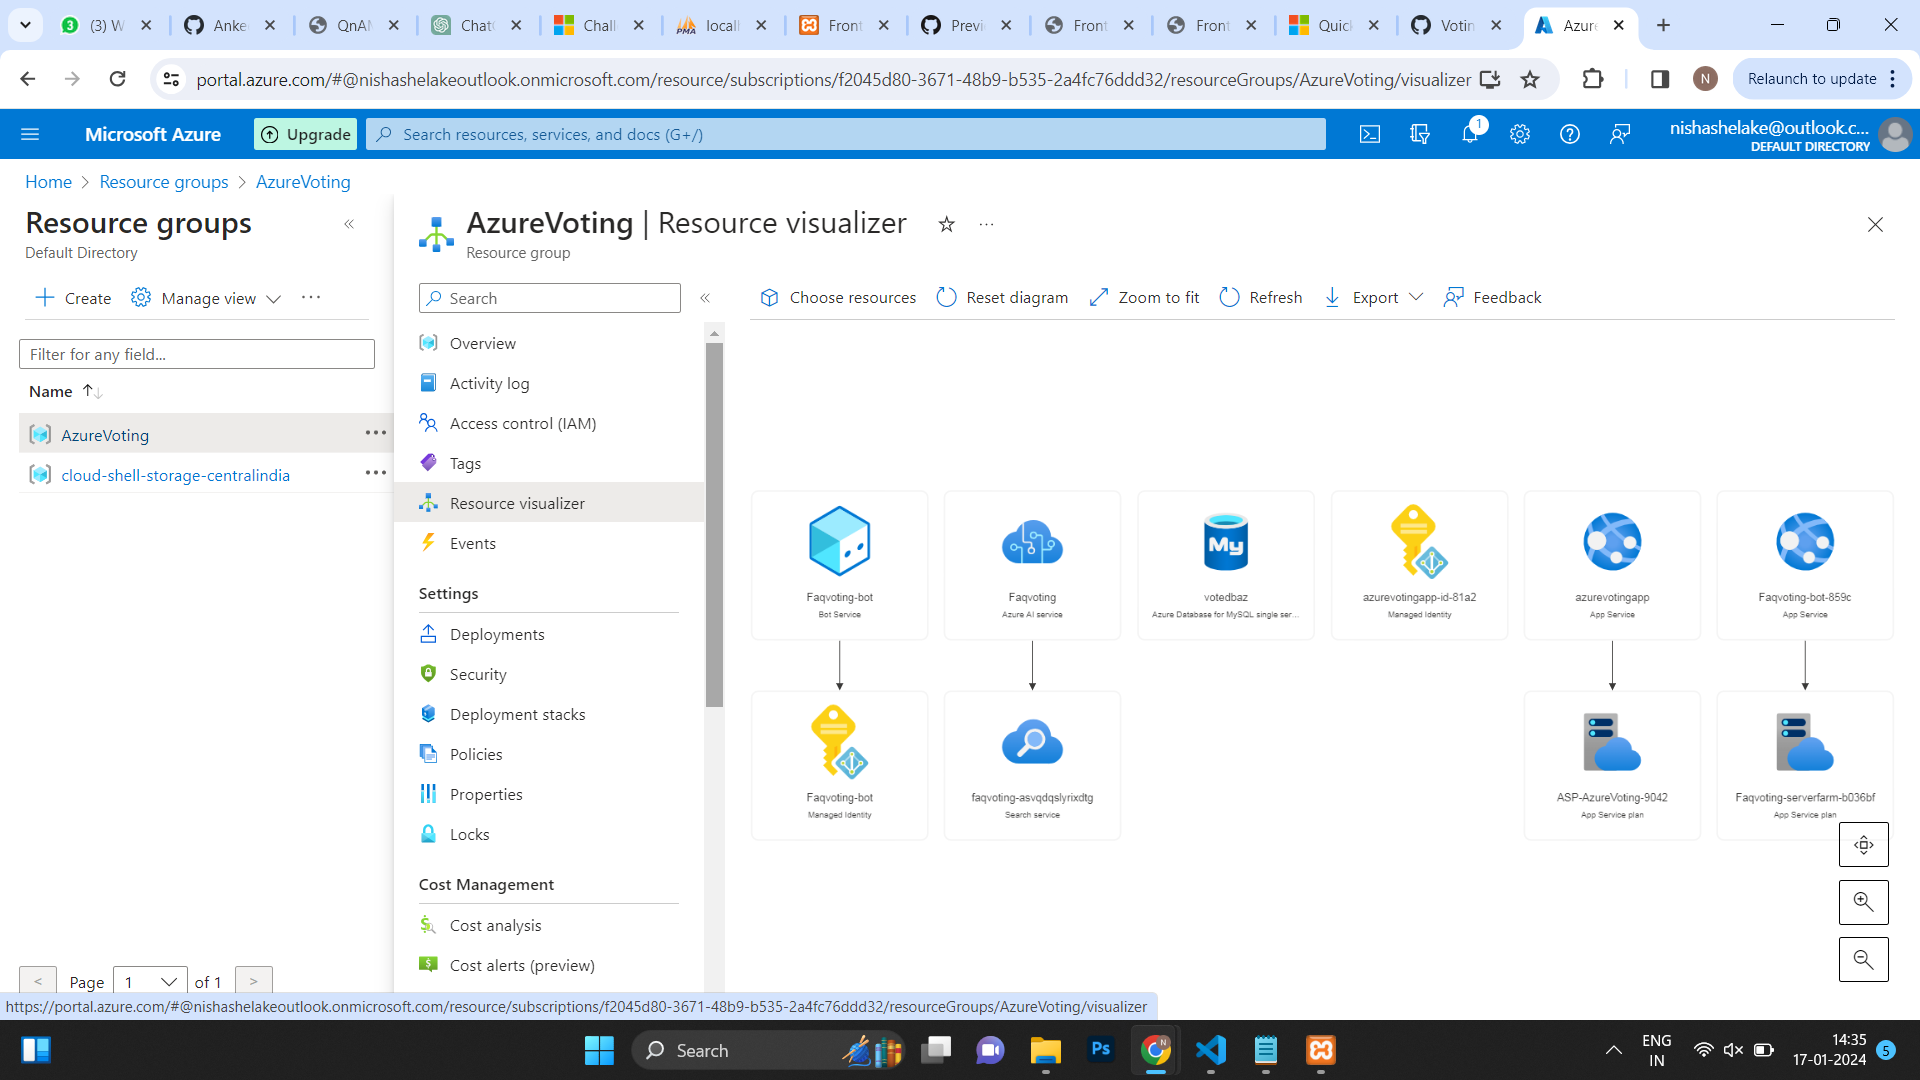 3
(3) W
Anke
QnAM
ChatG
Chall
PMA
locall
Front
Previ
Front
Front
Quick
Votin
Azure
portal.azure.com/#@nishashelakeoutlook.onmicrosoft.com/resource/subscriptions/f2045d80-3671-48b9-b535-2a4fc76ddd32/resourceGroups/AzureVoting/visualizer
N
Relaunch to update
Microsoft Azure
Upgrade
Search resources, services, and docs (G+/)
1
nishashelake@outlook.c...
DEFAULT DIRECTORY
Home
Resource groups
AzureVoting
Resource groups
Default Directory
Create
Manage view
Filter for any field...
Name
AzureVoting
cloud-shell-storage-centralindia
Page
1
of 1
AzureVoting | Resource visualizer
Resource group
Search
Overview
Activity log
Access control (IAM)
Tags
Resource visualizer
Events
Settings
Deployments
Security
Deployment stacks
Policies
Properties
Locks
Cost Management
Cost analysis
Cost alerts (preview)
Choose resources
Reset diagram
Zoom to fit
Refresh
Export
Feedback
Faqvoting-bot
Bot Service
Faqvoting
Azure AI service
My
votedbaz
Azure Database for MySQL single ser...
azurevotingapp-id-81a2
Managed Identity
azurevotingapp
App Service
Faqvoting-bot-859c
App Service
Faqvoting-bot
Managed Identity
faqvoting-asvqdqslyrixdtg
Search service
ASP-AzureVoting-9042
App Service plan
Faqvoting-serverfarm-b036bf
App Service plan
https://portal.azure.com/#@nishashelakeoutlook.onmicrosoft.com/resource/subscriptions/f2045d80-3671-48b9-b535-2a4fc76ddd32/resourceGroups/AzureVoting/visualizer
Search
Ps
N
ENG
IN
14:35
17-01-2024
5